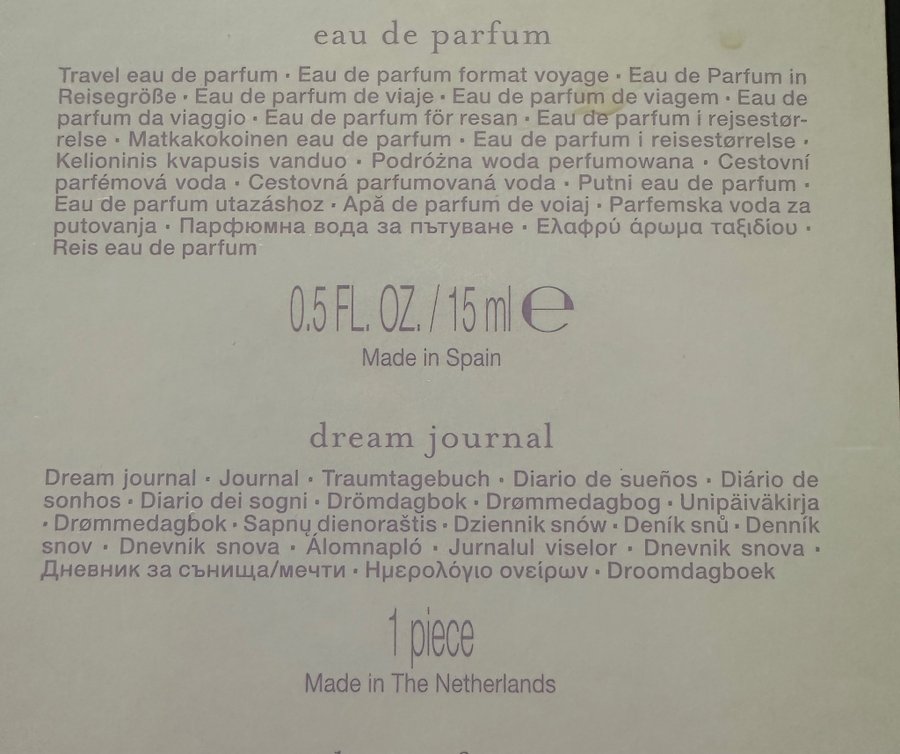 eau de parfum
Travel eau de parfum · Eau de parfum format voyage · Eau de Parfum in
Reisegröße · Eau de parfum de viaje · Eau de parfum de viagem · Eau de
parfum da viaggio · Eau de parfum för resan · Eau de parfum i rejsestør-
relse · Matkakokoinen eau de parfum · Eau de parfum i reisestørrelse ·
Kelioninis kvapusis vanduo · Podróżna woda perfumowana · Cestovní
parfémová voda · Cestovná parfumovaná voda · Putni eau de parfum ·
Eau de parfum utazáshoz · Apă de parfum de voiaj · Parfemska voda za
putovanja · Парфюмна вода за пътуване · Ελαφρύ άρωμα ταξιδίου ·
Reis eau de parfum
0.5 FL. OZ. / 15 ml ℮
Made in Spain
dream journal
Dream journal · Journal · Traumtagebuch · Diario de sueños · Diário de
sonhos · Diario dei sogni · Drömdagbok · Drømmedagbog · Unipäiväkirja
· Drømmedagbok · Sapnų dienoraštis · Dziennik snów · Deník snů · Denník
snov · Dnevnik snova · Álomnapló · Jurnalul viselor · Dnevnik snova ·
Дневник за сънища/мечти · Ημερολόγιο ονείρων · Droomdagboek
1 piece
Made in The Netherlands